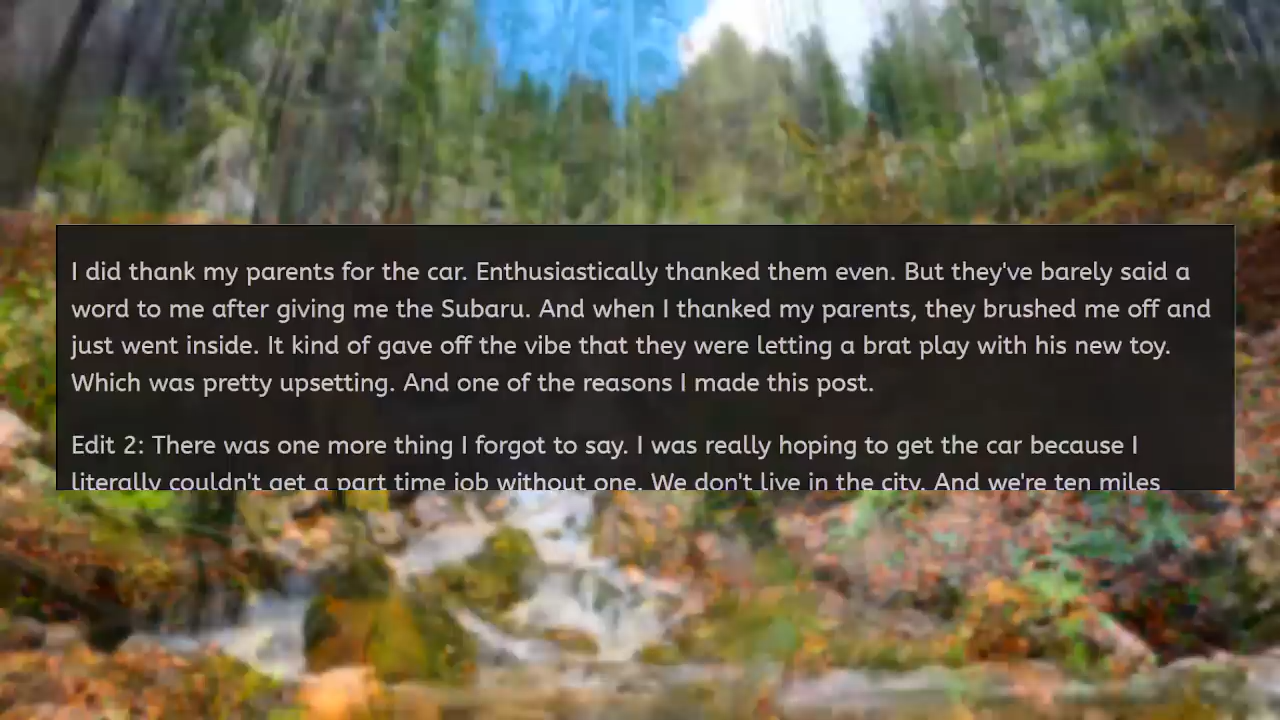 I did thank my parents for the car. Enthusiastically thanked them even. But they've barely said a
word to me after giving me the Subaru. And when I thanked my parents, they brushed me off and
just went inside. It kind of gave off the vibe that they were letting a brat play with his new toy.
Which was pretty upsetting. And one of the reasons I made this post.
Edit 2: There was one more thing I forgot to say. I was really hoping to get the car because I
literally couldn't get a part time job without one. We don't live in the city. And we're ten miles